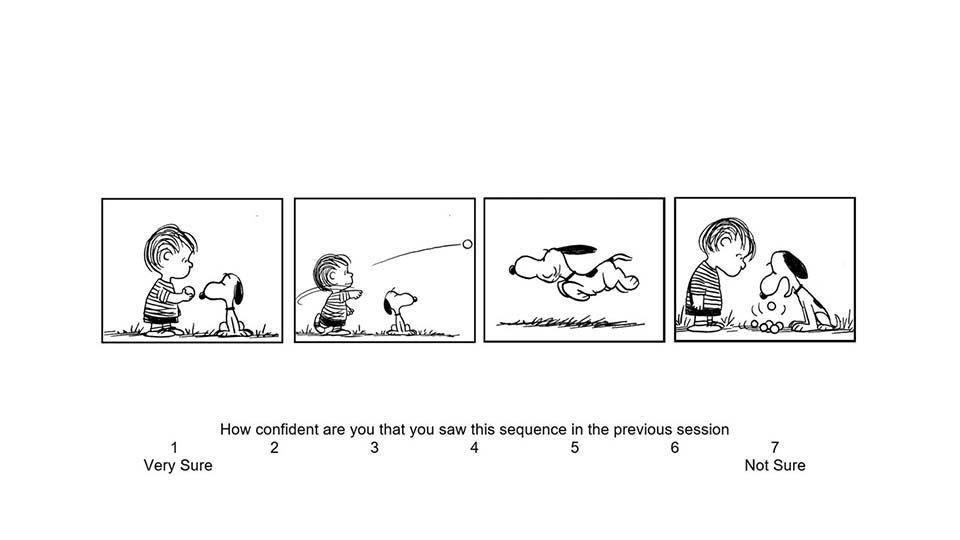 How confident are you that you saw this sequence in the previous session
1 2 3 4 5 6 7
Very Sure Not Sure